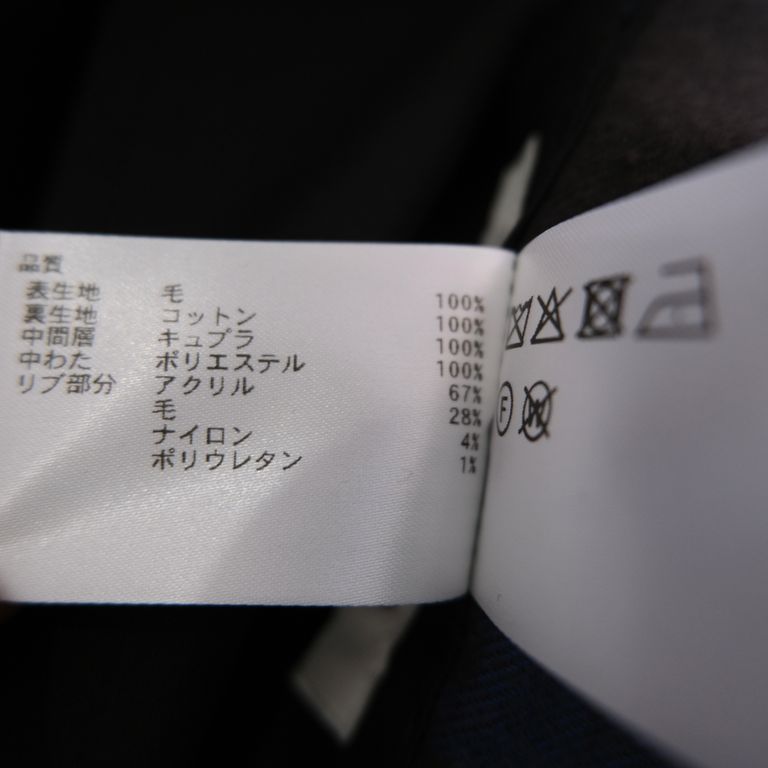 品質
表生地 毛 100%
裏生地 コットン 100%
中間層 キュプラ 100%
中わた ポリエステル 100%
リブ部分 アクリル 67%
毛 28%
ナイロン 4%
ポリウレタン 1%
F W